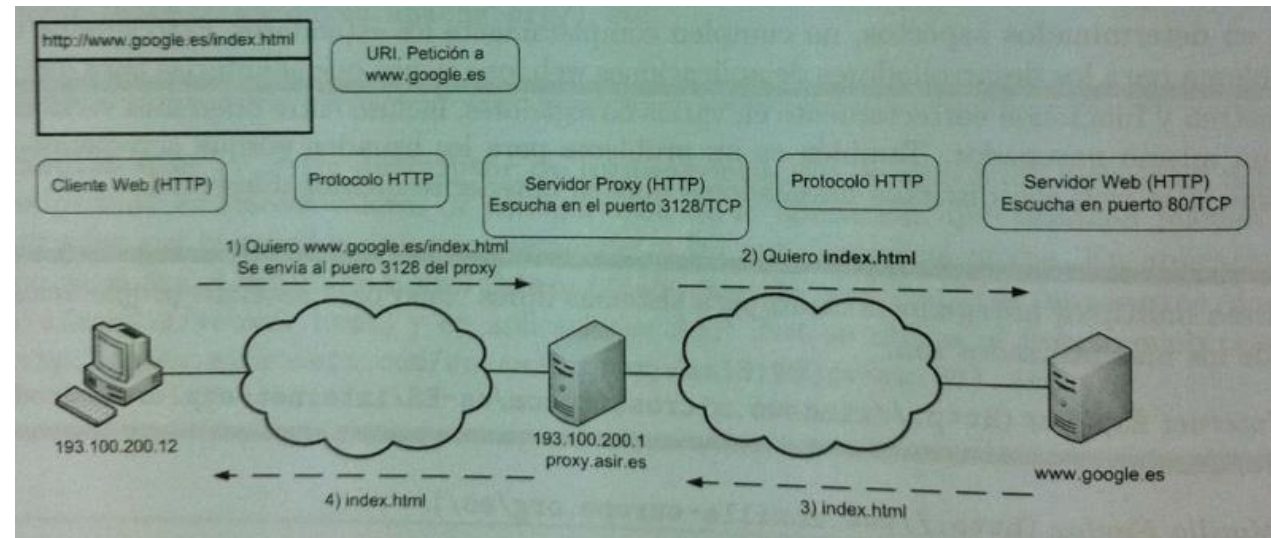 http://www.google.es/index.html
URI. Petición a
www.google.es
Cliente Web (HTTP)
Protocolo HTTP
Servidor Proxy (HTTP)
Escucha en el puerto 3128/TCP
Protocolo HTTP
Servidor Web (HTTP)
Escucha en puerto 80/TCP
1) Quiero www.google.es/index.html
Se envía al puero 3128 del proxy
2) Quiero index.html
193.100.200.12
193.100.200.1
proxy.asir.es
www.google.es
4) index.html
3) index.html